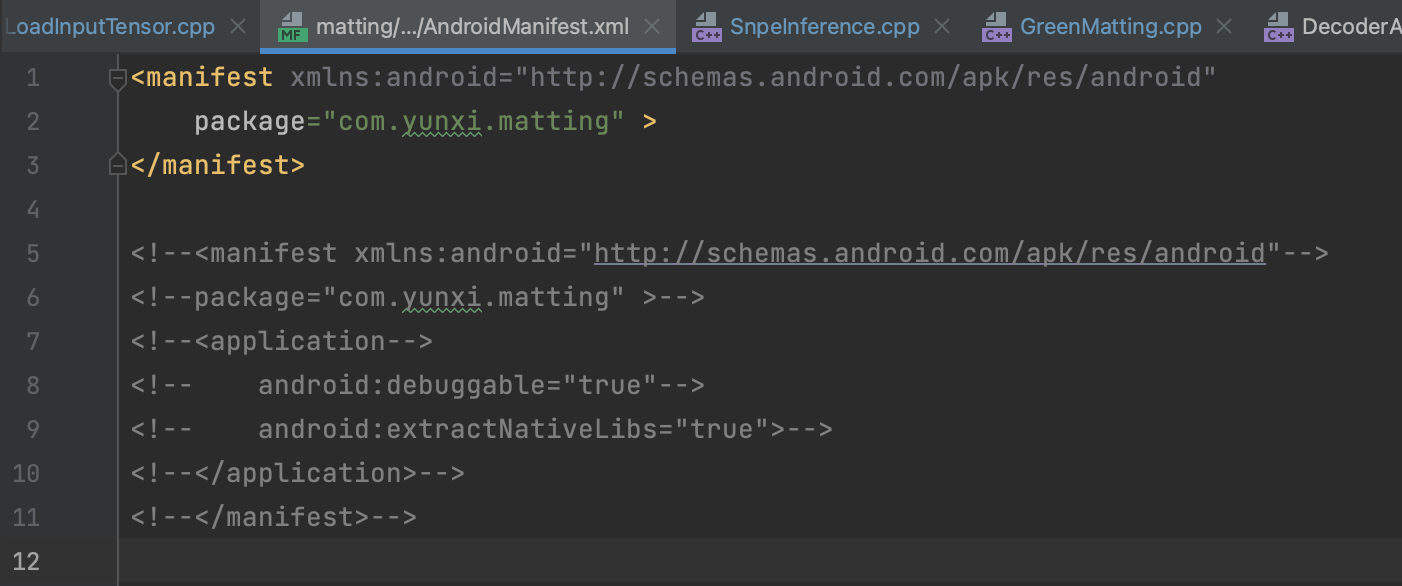 LoadInputTensor.cpp × MF matting/.../AndroidManifest.xml × C++ SnpeInference.cpp × C++ GreenMatting.cpp × C++ DecoderA
1 <manifest xmlns:android="http://schemas.android.com/apk/res/android"
2     package="com.yunxi.matting" >
3 </manifest>
4
5 <!--<manifest xmlns:android="http://schemas.android.com/apk/res/android"-->
6 <!--package="com.yunxi.matting" >-->
7 <!--<application-->
8 <!--    android:debuggable="true"-->
9 <!--    android:extractNativeLibs="true">-->
10 <!--</application>-->
11 <!--</manifest>-->
12